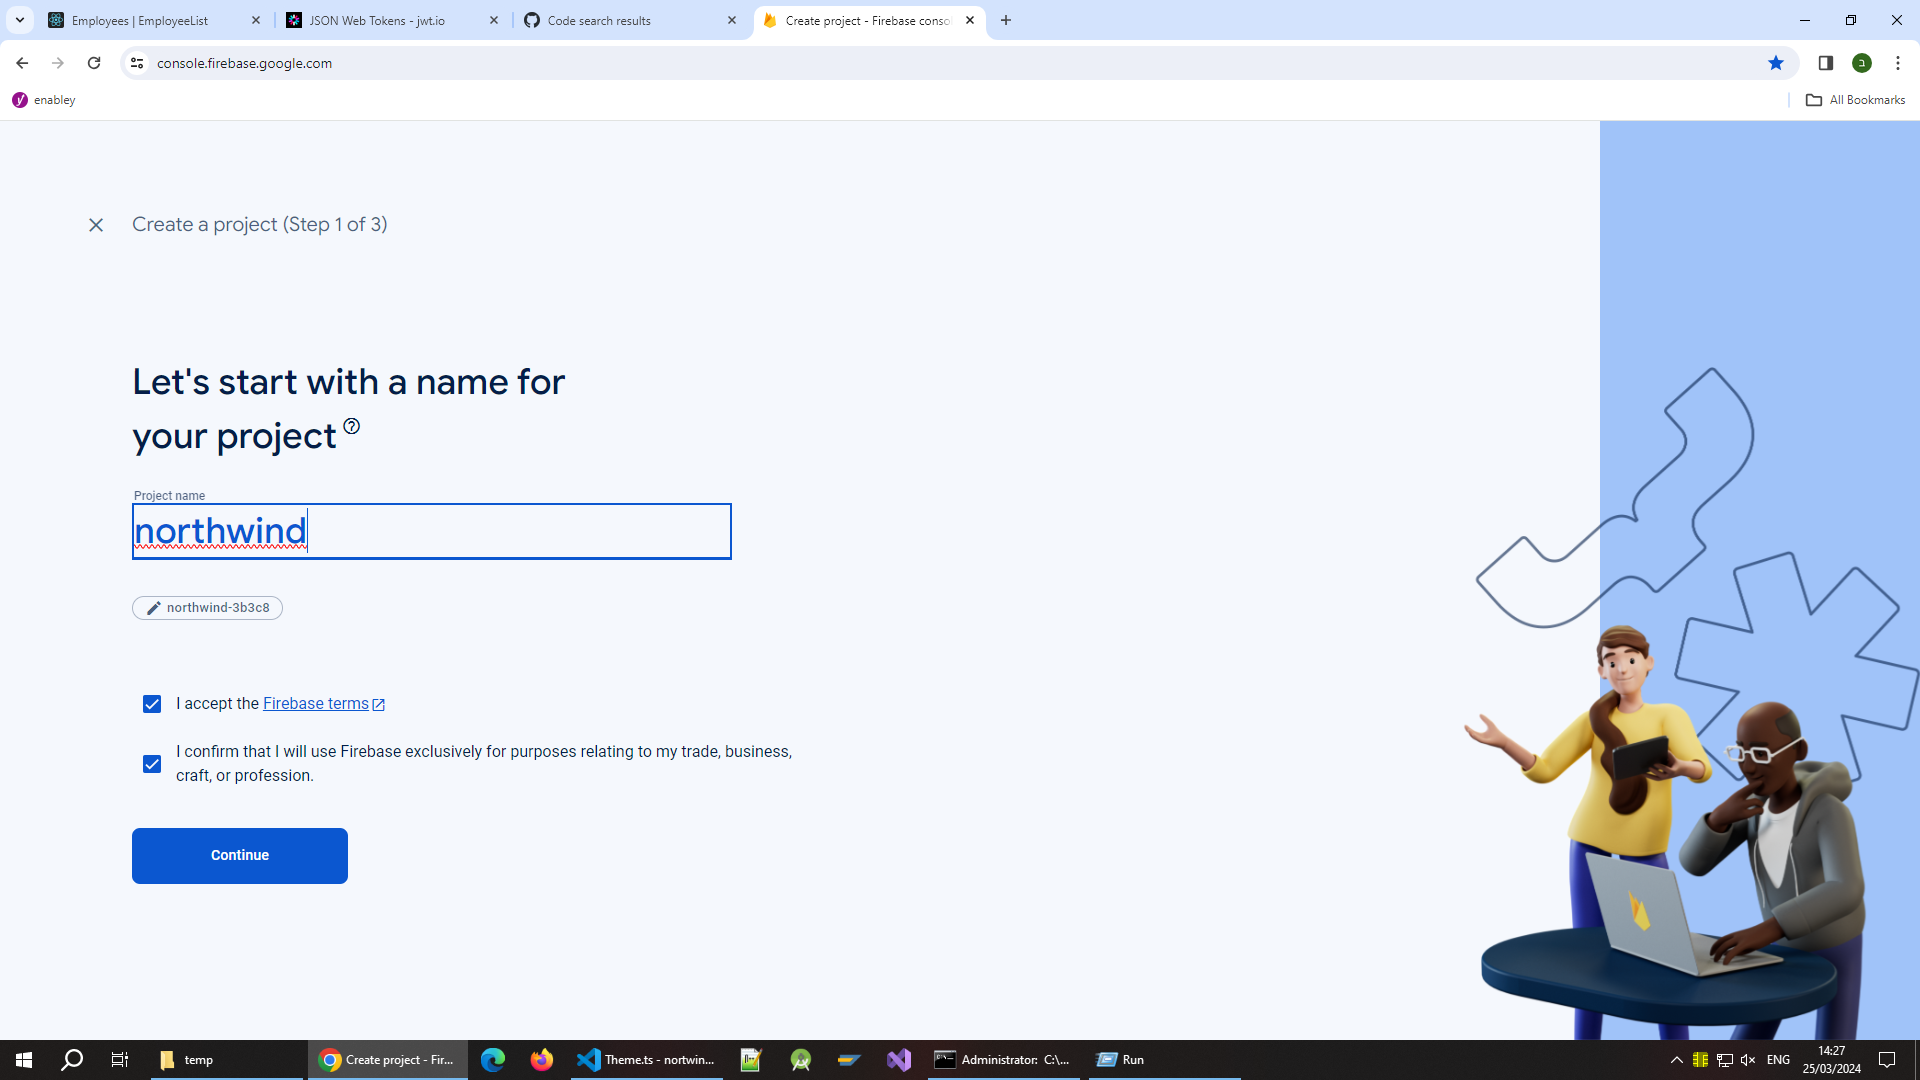 Employees | EmployeeList
JSON Web Tokens - jwt.io
Code search results
Create project - Firebase conso
console.firebase.google.com
ב
enabley
All Bookmarks
Create a project (Step 1 of 3)
Let's start with a name for
your project
Project name
northwind
northwind-3b3c8
I accept the Firebase terms
I confirm that I will use Firebase exclusively for purposes relating to my trade, business,
craft, or profession.
Continue
temp
Create project - Fir...
Theme.ts - nortwin...
Administrator: C:\...
Run
ENG
14:27
25/03/2024